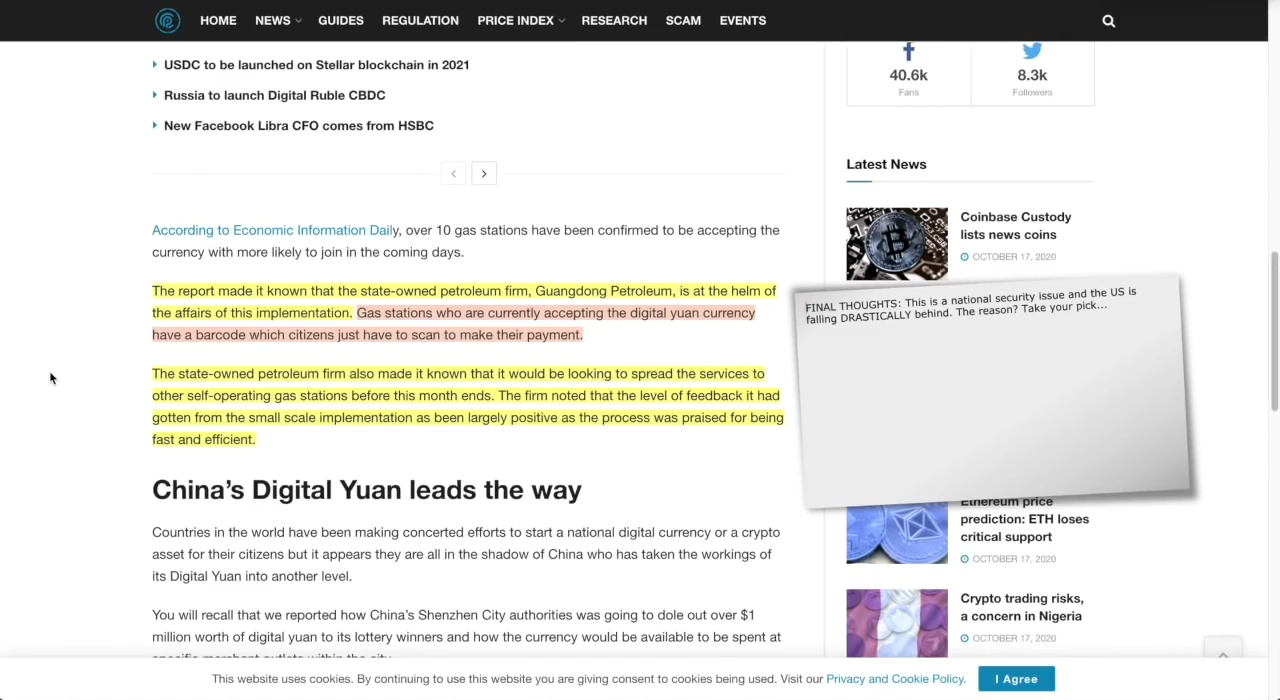 HOME NEWS GUIDES REGULATION PRICE INDEX RESEARCH SCAM EVENTS
USDC to be launched on Stellar blockchain in 2021
Russia to launch Digital Ruble CBDC
New Facebook Libra CFO comes from HSBC
According to Economic Information Daily, over 10 gas stations have been confirmed to be accepting the
currency with more likely to join in the coming days.
The report made it known that the state-owned petroleum firm, Guangdong Petroleum, is at the helm of
the affairs of this implementation. Gas stations who are currently accepting the digital yuan currency
have a barcode which citizens just have to scan to make their payment.
The state-owned petroleum firm also made it known that it would be looking to spread the services to
other self-operating gas stations before this month ends. The firm noted that the level of feedback it had
gotten from the small scale implementation as been largely positive as the process was praised for being
fast and efficient.
China's Digital Yuan leads the way
Countries in the world have been making concerted efforts to start a national digital currency or a crypto
asset for their citizens but it appears they are all in the shadow of China who has taken the workings of
its Digital Yuan into another level.
You will recall that we reported how China's Shenzhen City authorities was going to dole out over $1
million worth of digital yuan to its lottery winners and how the currency would be available to be spent at
specific merchant outlets within the city.
40.6k
Fans
8.3k
Followers
Latest News
Coinbase Custody
lists news coins
OCTOBER 17, 2020
FINAL THOUGHTS: This is a national security issue and the US is
falling DRASTICALLY behind. The reason? Take your pick...
Ethereum price
prediction: ETH loses
critical support
OCTOBER 17, 2020
Crypto trading risks,
a concern in Nigeria
OCTOBER 17, 2020
This website uses cookies. By continuing to use this website you are giving consent to cookies being used. Visit our Privacy and Cookie Policy. I Agree